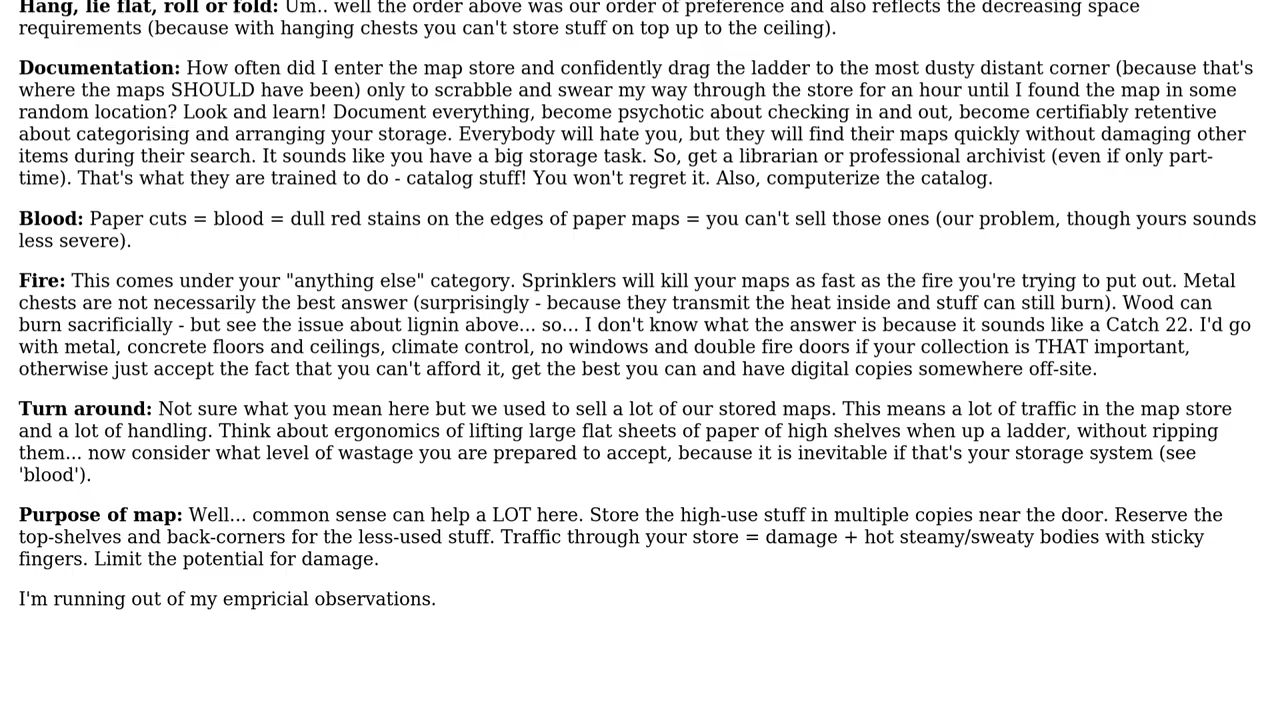 Hang, lie flat, roll or fold: Um.. well the order above was our order of preference and also reflects the decreasing space
requirements (because with hanging chests you can't store stuff on top up to the ceiling).
Documentation: How often did I enter the map store and confidently drag the ladder to the most dusty distant corner (because that's
where the maps SHOULD have been) only to scrabble and swear my way through the store for an hour until I found the map in some
random location? Look and learn! Document everything, become psychotic about checking in and out, become certifiably retentive
about categorising and arranging your storage. Everybody will hate you, but they will find their maps quickly without damaging other
items during their search. It sounds like you have a big storage task. So, get a librarian or professional archivist (even if only part-
time). That's what they are trained to do - catalog stuff! You won't regret it. Also, computerize the catalog.
Blood: Paper cuts = blood = dull red stains on the edges of paper maps = you can't sell those ones (our problem, though yours sounds
less severe).
Fire: This comes under your "anything else" category. Sprinklers will kill your maps as fast as the fire you're trying to put out. Metal
chests are not necessarily the best answer (surprisingly - because they transmit the heat inside and stuff can still burn). Wood can
burn sacrificially - but see the issue about lignin above... so... I don't know what the answer is because it sounds like a Catch 22. I'd go
with metal, concrete floors and ceilings, climate control, no windows and double fire doors if your collection is THAT important,
otherwise just accept the fact that you can't afford it, get the best you can and have digital copies somewhere off-site.
Turn around: Not sure what you mean here but we used to sell a lot of our stored maps. This means a lot of traffic in the map store
and a lot of handling. Think about ergonomics of lifting large flat sheets of paper of high shelves when up a ladder, without ripping
them... now consider what level of wastage you are prepared to accept, because it is inevitable if that's your storage system (see
'blood').
Purpose of map: Well... common sense can help a LOT here. Store the high-use stuff in multiple copies near the door. Reserve the
top-shelves and back-corners for the less-used stuff. Traffic through your store = damage + hot steamy/sweaty bodies with sticky
fingers. Limit the potential for damage.
I'm running out of my empricial observations.